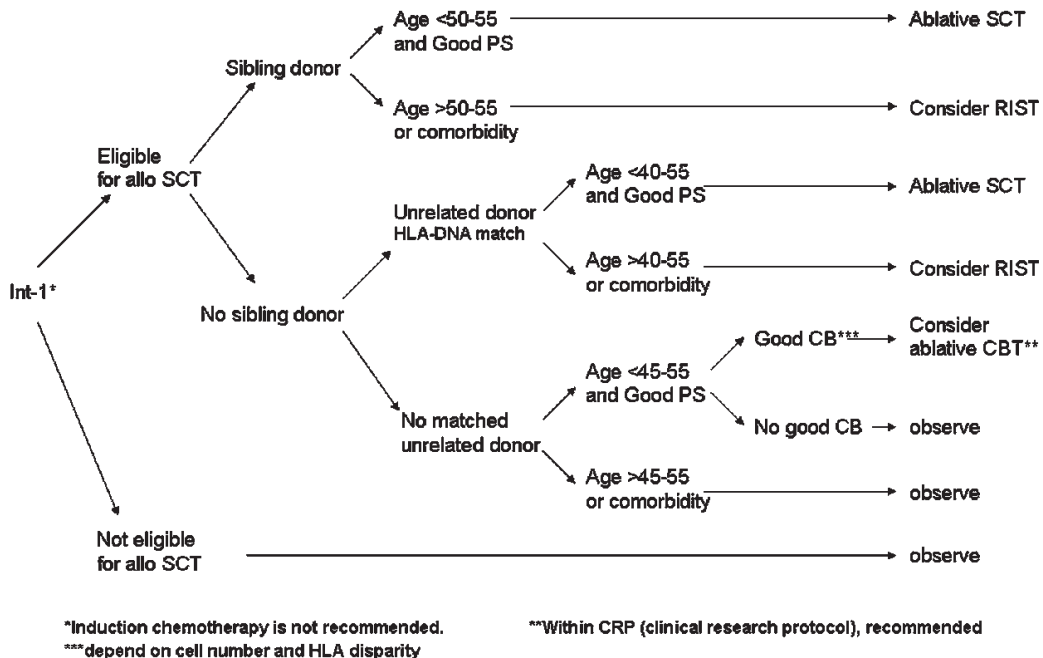 Age <50-55
and Good PS
Ablative SCT
Sibling donor
Age >50-55
or comorbidity
Consider RIST
Eligible
for allo SCT
Age <40-55
and Good PS
Ablative SCT
Unrelated donor
HLA-DNA match
Age >40-55
or comorbidity
Consider RIST
Int-1*
No sibling donor
Good CB***
Consider
ablative CBT**
Age <45-55
and Good PS
No matched
unrelated donor
No good CB
observe
Age >45-55
or comorbidity
observe
Not eligible
for allo SCT
observe
*Induction chemotherapy is not recommended.
**Within CRP (clinical research protocol), recommended
***depend on cell number and HLA disparity